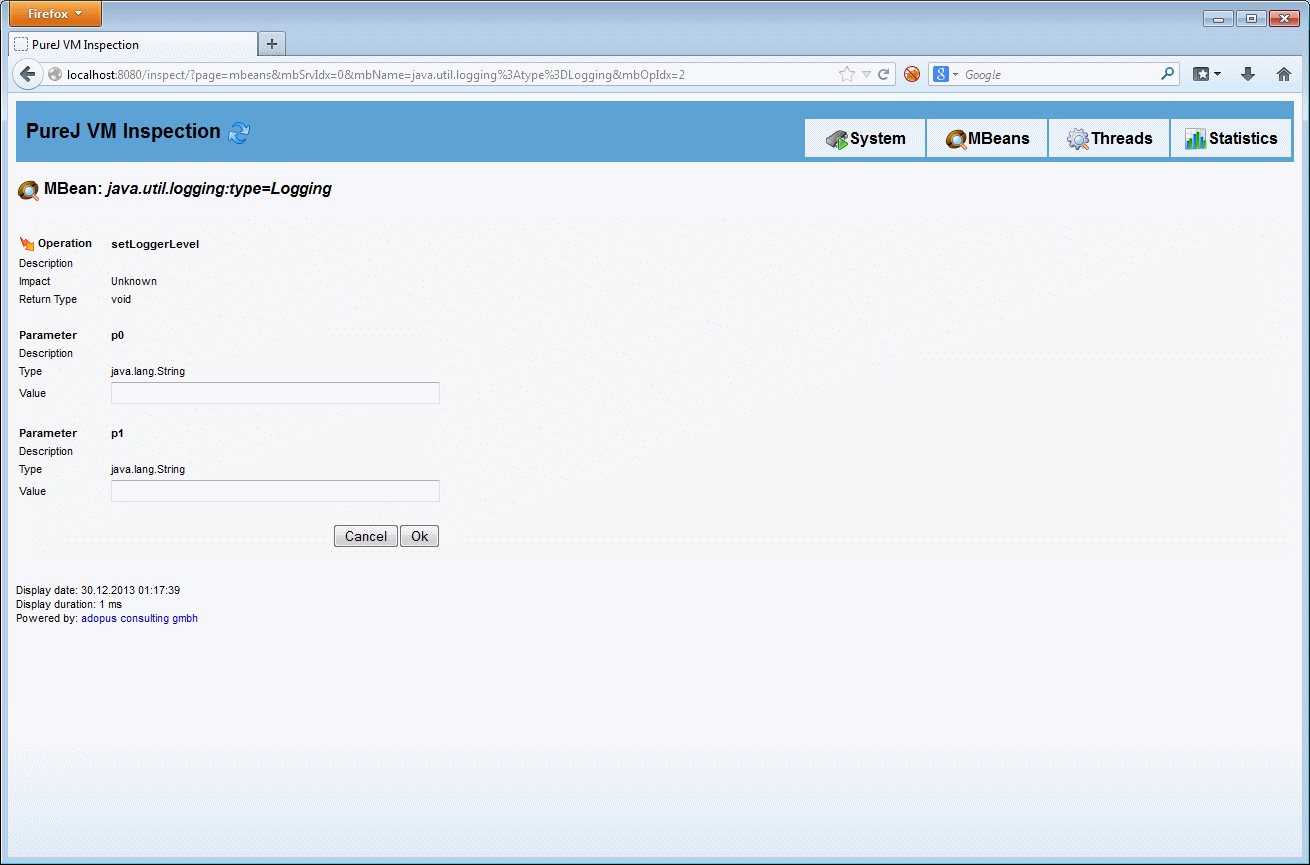 Firefox
PureJ VM Inspection
localhost:8080/inspect/?page=mbeans&mbSrvIdx=0&mbName=java.util.logging%3Atype%3DLogging&mbOpIdx=2
8
Google
PureJ VM Inspection
System
MBeans
Threads
Statistics
MBean: java.util.logging:type=Logging
Operation setLoggerLevel
Description
Impact Unknown
Return Type void
Parameter p0
Description
Type java.lang.String
Value
Parameter p1
Description
Type java.lang.String
Value
Cancel Ok
Display date: 30.12.2013 01:17:39
Display duration: 1 ms
Powered by: adopus consulting gmbh